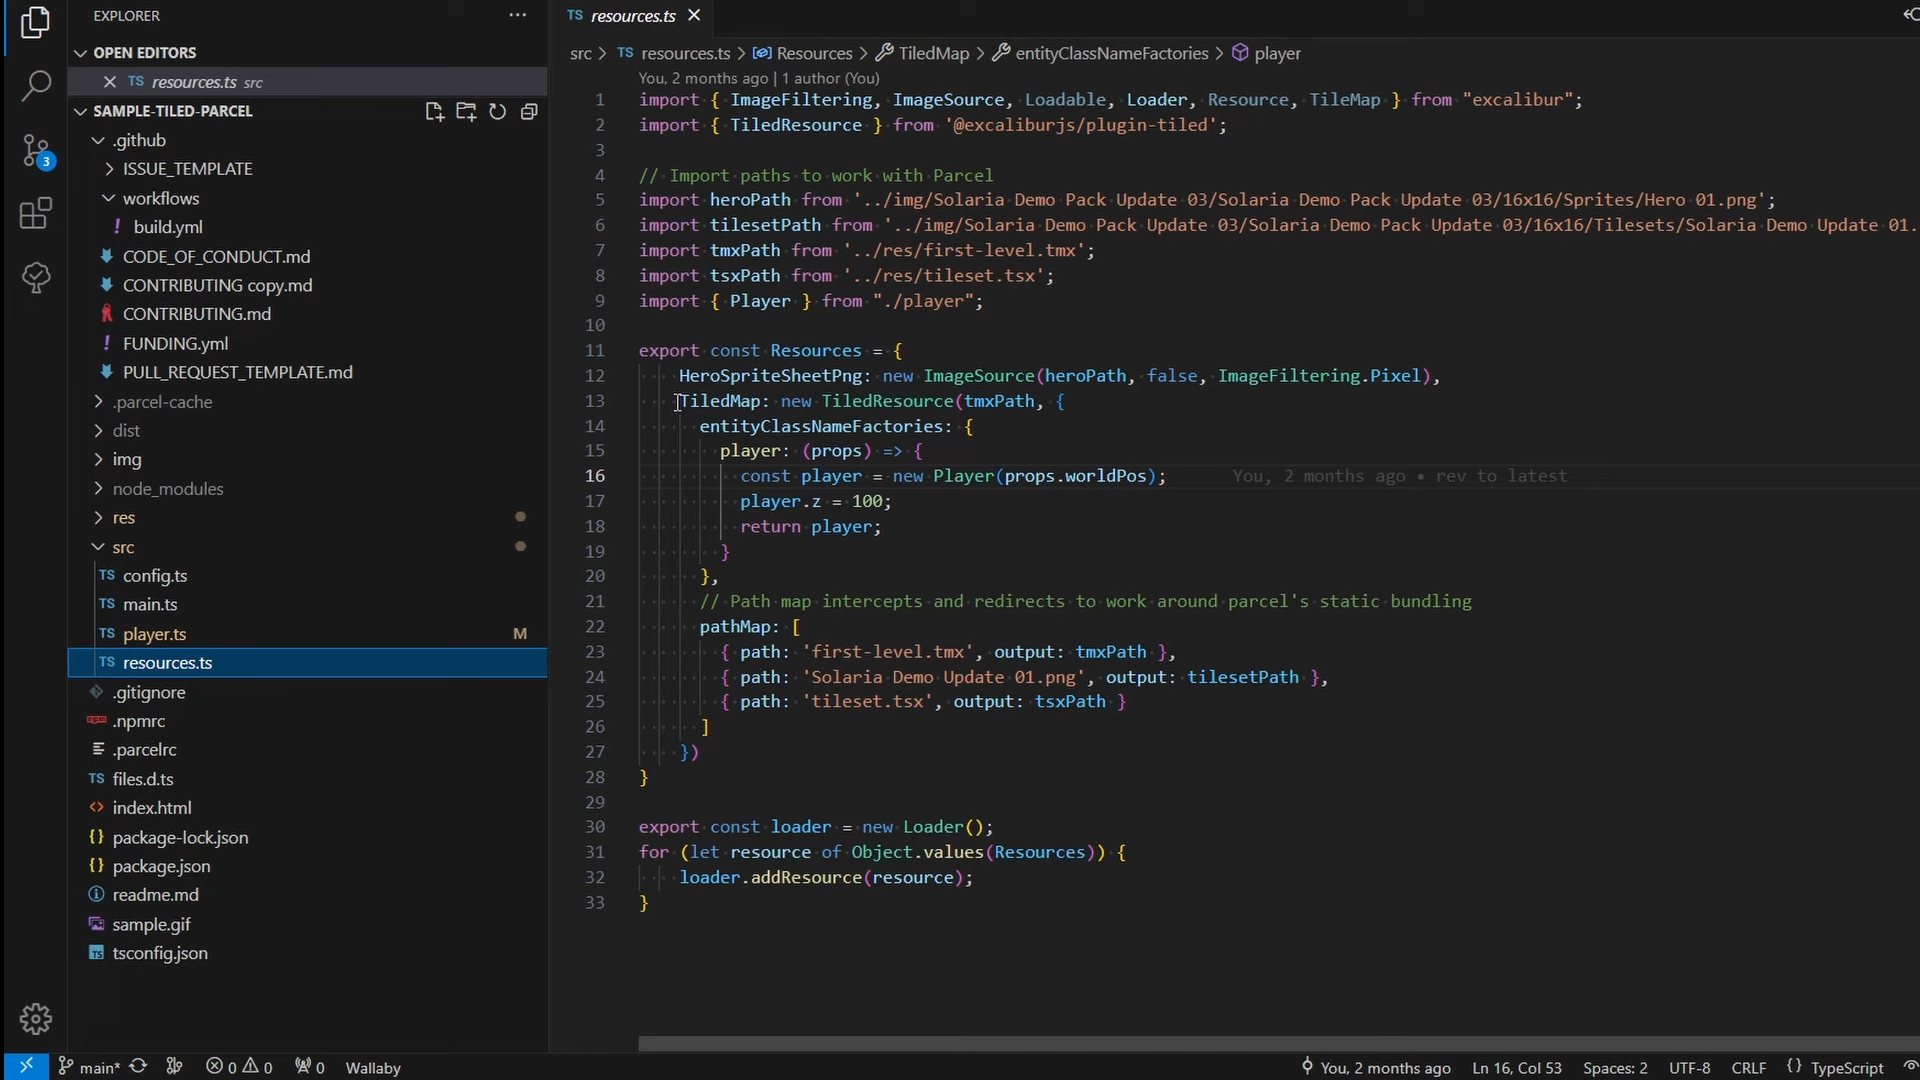 EXPLORER
OPEN EDITORS
TS resources.ts src
SAMPLE-TILED-PARCEL
.github
ISSUE_TEMPLATE
workflows
! build.yml
CODE_OF_CONDUCT.md
CONTRIBUTING copy.md
CONTRIBUTING.md
! FUNDING.yml
PULL_REQUEST_TEMPLATE.md
.parcel-cache
dist
img
node_modules
res
src
TS config.ts
TS main.ts
TS player.ts M
TS resources.ts
.gitignore
.npmrc
.parcelrc
TS files.d.ts
<> index.html
{} package-lock.json
{} package.json
readme.md
sample.gif
TS tsconfig.json
3
TS resources.ts
src > TS resources.ts > Resources > TiledMap > entityClassNameFactories > player
You, 2 months ago | 1 author (You)
1 import { ImageFiltering, ImageSource, Loadable, Loader, Resource, TileMap } from "excalibur";
2 import { TiledResource } from '@excaliburjs/plugin-tiled';
3
4 // Import paths to work with Parcel
5 import heroPath from '../img/Solaria Demo Pack Update 03/Solaria Demo Pack Update 03/16x16/Sprites/Hero 01.png';
6 import tilesetPath from '../img/Solaria Demo Pack Update 03/Solaria Demo Pack Update 03/16x16/Tilesets/Solaria Demo Update 01.
7 import tmxPath from '../res/first-level.tmx';
8 import tsxPath from '../res/tileset.tsx';
9 import { Player } from "./player";
10
11 export const Resources = {
12 HeroSpriteSheetPng: new ImageSource(heroPath, false, ImageFiltering.Pixel),
13 TiledMap: new TiledResource(tmxPath, {
14 entityClassNameFactories: {
15 player: (props) => {
16 const player = new Player(props.worldPos); You, 2 months ago • rev to latest
17 player.z = 100;
18 return player;
19 }
20 },
21 // Path map intercepts and redirects to work around parcel's static bundling
22 pathMap: [
23 { path: 'first-level.tmx', output: tmxPath },
24 { path: 'Solaria Demo Update 01.png', output: tilesetPath },
25 { path: 'tileset.tsx', output: tsxPath }
26 ]
27 })
28 }
29
30 export const loader = new Loader();
31 for (let resource of Object.values(Resources)) {
32 loader.addResource(resource);
33 }
main* 0 0 0 Wallaby You, 2 months ago Ln 16, Col 53 Spaces: 2 UTF-8 CRLF {} TypeScript